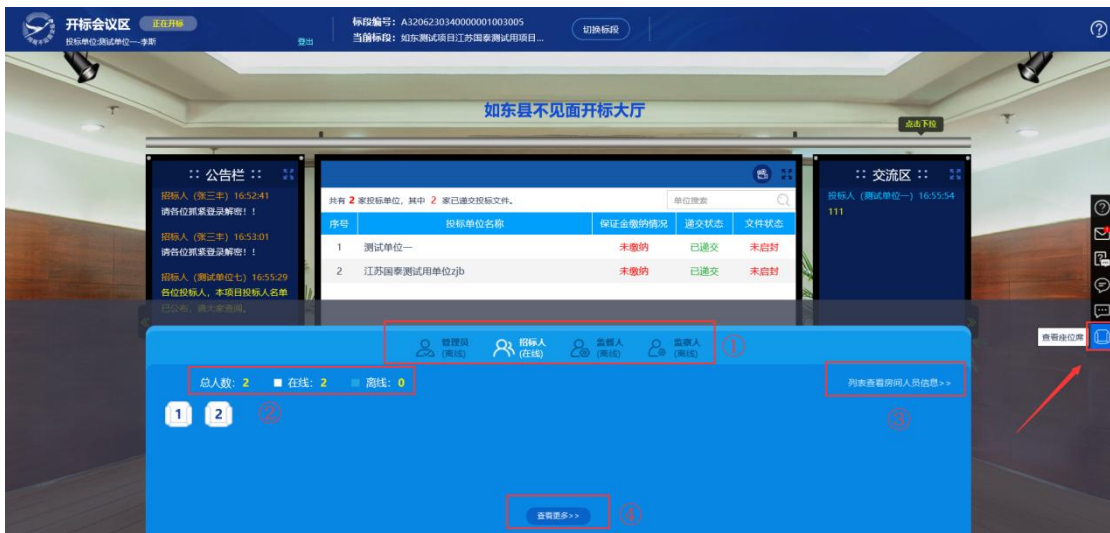 开标会议区 正在开标
投标单位:测试单位一-李斯 登出
标段编号：A3206230340000001003005
当前标段：如东测试项目江苏国泰测试用项目...
切换标段
如东县不见面开标大厅
点击下拉
:: 公告栏 ::
招标人 (张三丰) 16:52:41
请各位抓紧登录解密！！
招标人 (张三丰) 16:53:01
请各位抓紧登录解密！！
招标人 (测试单位七) 16:55:29
各位投标人，本项目投标人名单
已公布，请大家查阅。
共有 2 家投标单位，其中 2 家已递交投标文件。
单位搜索
序号 投标单位名称 保证金缴纳情况 递交状态 文件状态
1 测试单位一 未缴纳 已递交 未启封
2 江苏国泰测试用单位zjb 未缴纳 已递交 未启封
:: 交流区 ::
投标人 (测试单位一) 16:55:54
111
查看座位席
管理员 (离线) 招标人 (在线) 监督人 (离线) 监察人 (离线) ①
总人数：2 在线：2 离线：0
1 2 ②
列表查看房间人员信息>>
③
查看更多>> ④